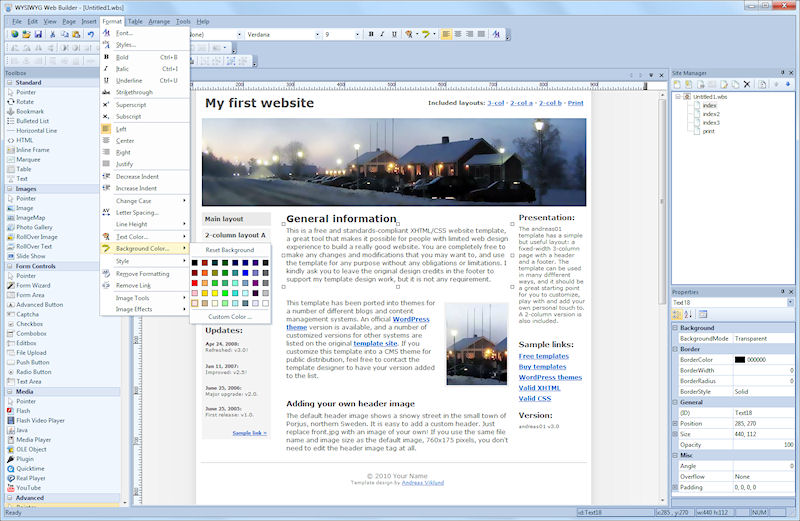 WYSIWYG Web Builder - [Untitled1.wbs]
File Edit View Page Insert Format Table Arrange Tools Help
None) Verdana 9
Toolbox
Standard
Pointer
Rotate
Bookmark
Bulleted List
Horizontal Line
HTML
Inline Frame
Marquee
Table
Text
Images
Pointer
Image
ImageMap
Photo Gallery
RollOver Image
RollOver Text
Slide Show
Form Controls
Pointer
Form Wizard
Form Area
Advanced Button
Captcha
Checkbox
Combobox
Editbox
File Upload
Push Button
Radio Button
Text Area
Media
Pointer
Flash
Flash Video Player
Java
Media Player
OLE Object
Plugin
Quicktime
Real Player
YouTube
Advanced
Pointer
Font...
Styles...
Bold Ctrl+B
Italic Ctrl+I
Underline Ctrl+U
Strikethrough
Superscript
Subscript
Left
Center
Right
Justify
Decrease Indent
Increase Indent
Change Case
Letter Spacing...
Line Height
Text Color...
Background Color...
Style
Remove Formatting
Remove Link
Image Tools
Image Effects
Reset Background
Custom Color ...
My first website
Included layouts: 3-col - 2-col a - 2-col b - Print
Main layout
2-column layout A
Updates:
Apr 24, 2008:
Refreshed: v3.0!
Jun 11, 2007:
Improved: v2.5!
June 25, 2006:
Major upgrade: v2.0.
June 25, 2005:
First release: v1.0.
Sample link »
General information
This is a free and standards-compliant XHTML/CSS website template,
a great tool that makes it possible for people with limited web design
experience to build a really good website. You are completely free to
make any changes and modifications that you may want to, and use
the template for any purpose without any obligations or limitations. I
kindly ask you to leave the original design credits in the footer to
support my template design work, but it is not any requirement.
This template has been ported into themes for
a number of different blogs and content
management systems. An official WordPress
theme version is available, and a number of
customized versions for other systems are
listed on the original template site. If you
customize this template into a CMS theme for
public distribution, feel free to contact the
template designer to have your version added
to the list.
Adding your own header image
The default header image shows a snowy street in the small town of
Porjus, northern Sweden. It is easy to add a custom header. Just
replace front.jpg with an image of your own! If you use the same file
name and image size as the default image, 760x175 pixels, you don't
need to edit the header image tag at all.
Presentation:
The andreas01
template has a simple
but useful layout: a
fixed-width 3-column
page with a header
and a footer. The
template can be used
in many different
ways, and it should be
a great starting point
for you to customize,
play with and add your
own personal touch to.
A 2-column version is
also included.
Sample links:
Free templates
Buy templates
WordPress themes
Valid XHTML
Valid CSS
Version:
andreas01 v3.0
© 2010 Your Name
Template design by Andreas Viklund
Site Manager
Untitled1.wbs
index
index2
index3
print
Properties
Text18
Background
BackgroundMode Transparent
Border
BorderColor 000000
BorderWidth 0
BorderRadius 0
BorderStyle Solid
General
(ID) Text18
Position 285, 270
Size 440, 112
Opacity 100
Misc
Angle 0
Overflow None
Padding 0, 0, 0, 0
Ready
id:Text18 x:285 , y:270 w:440 h:112 NUM